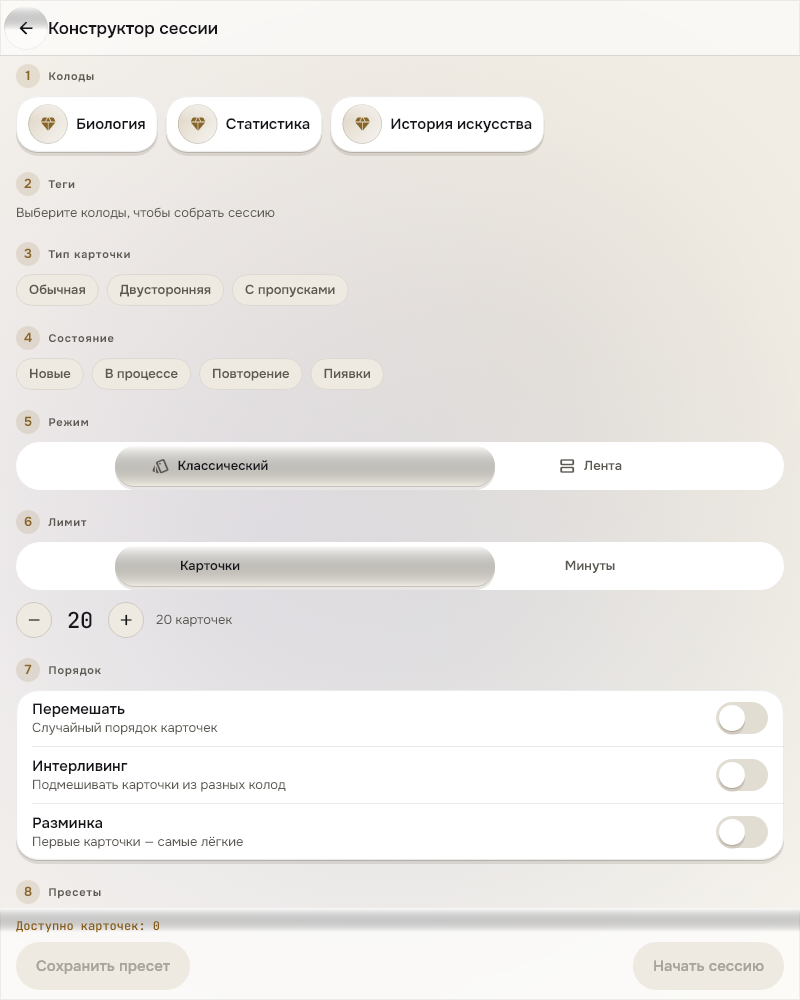 Конструктор сессии
1 Колоды
Биология
Статистика
История искусства
2 Теги
Выберите колоды, чтобы собрать сессию
3 Тип карточки
Обычная
Двусторонняя
С пропусками
4 Состояние
Новые
В процессе
Повторение
Пиявки
5 Режим
Классический
Лента
6 Лимит
Карточки
Минуты
20
20 карточек
7 Порядок
Перемешать
Случайный порядок карточек
Интерливинг
Подмешивать карточки из разных колод
Разминка
Первые карточки — самые лёгкие
8 Пресеты
Доступно карточек: 0
Сохранить пресет
Начать сессию